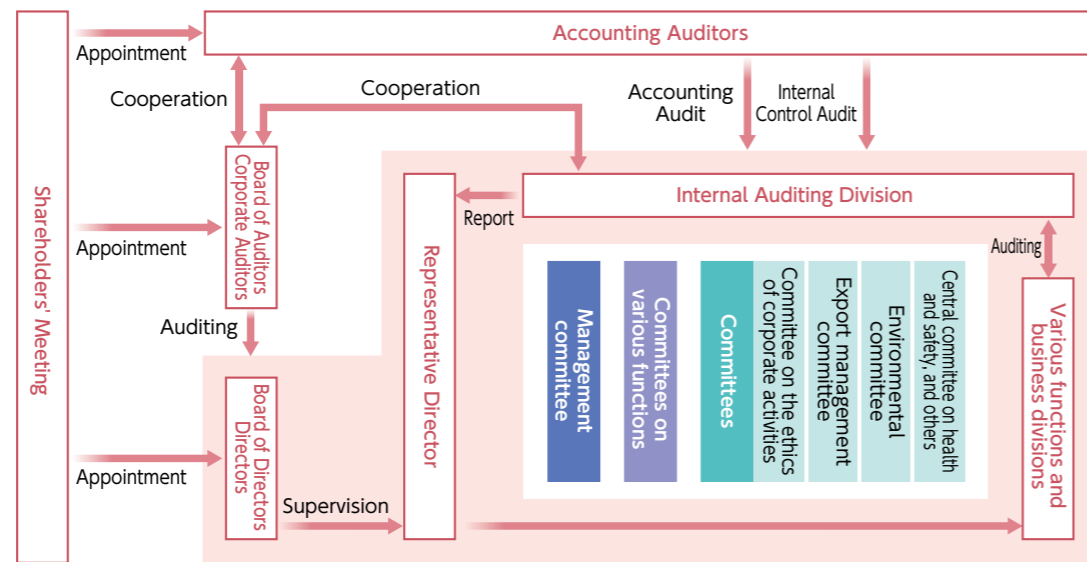 Shareholders' Meeting
Appointment
Accounting Auditors
Cooperation
Cooperation
Accounting
Audit
Internal
Control Audit
Appointment
Board of Auditors
Corporate Auditors
Auditing
Appointment
Board of Directors
Directors
Supervision
Representative Director
Report
Internal Auditing Division
Auditing
Management
committee
Committees on
various functions
Committees
Committee on the ethics
of corporate activities
Export management
committee
Environmental
committee
Central committee on health
and safety, and others
Various functions and
business divisions